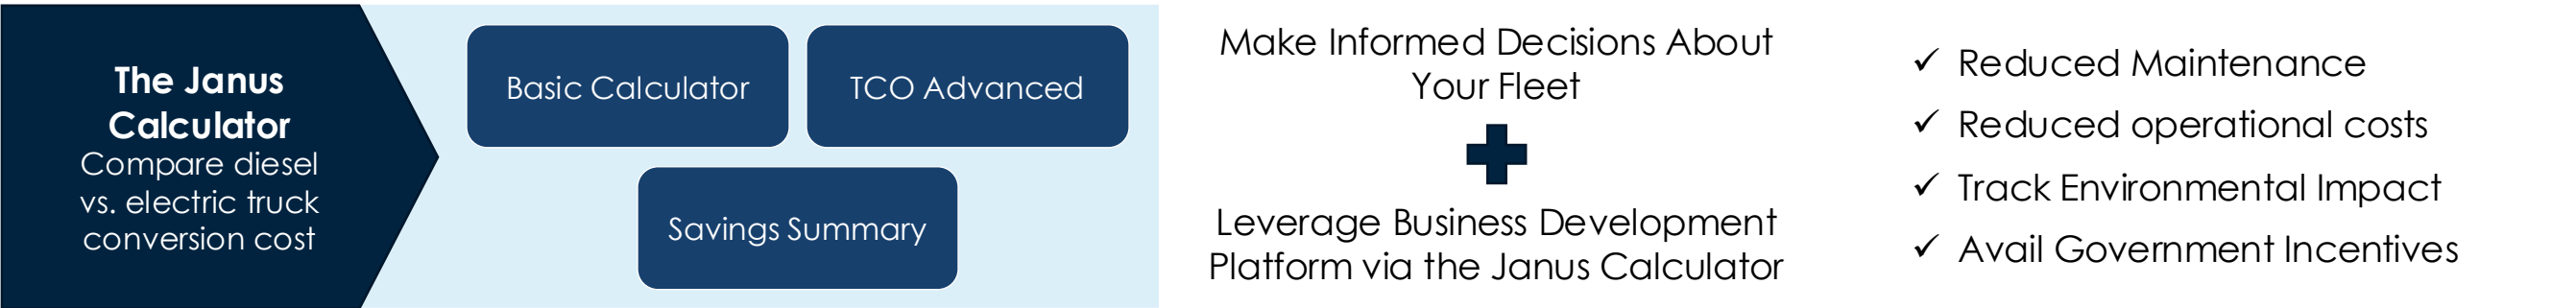 The Janus
Calculator
Compare diesel
vs. electric truck
conversion cost
Basic Calculator
TCO Advanced
Savings Summary
Make Informed Decisions About
Your Fleet
Leverage Business Development
Platform via the Janus Calculator
✓ Reduced Maintenance
✓ Reduced operational costs
✓ Track Environmental Impact
✓ Avail Government Incentives